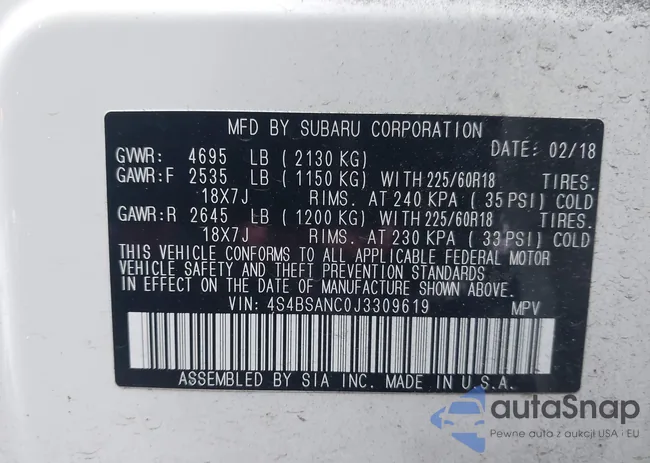 MFD BY SUBARU CORPORATION
DATE: 02/18
GVWR: 4695 LB (2130 KG)
GAWR:F 2535 LB (1150 KG) WITH 225/60R18 TIRES.
18X7J RIMS. AT 240 KPA (35 PSI) COLD
GAWR:R 2645 LB (1200 KG) WITH 225/60R18 TIRES.
18X7J RIMS. AT 230 KPA (33 PSI) COLD
THIS VEHICLE CONFORMS TO ALL APPLICABLE FEDERAL MOTOR
VEHICLE SAFETY AND THEFT PREVENTION STANDARDS
IN EFFECT ON THE DATE OF MANUFACTURE SHOWN ABOVE.
VIN: 4S4BSANC0J3309619 MPV
ASSEMBLED BY SIA INC. MADE IN U.S.A.
autaSnap
Pewne auta z aukcji USA i EU